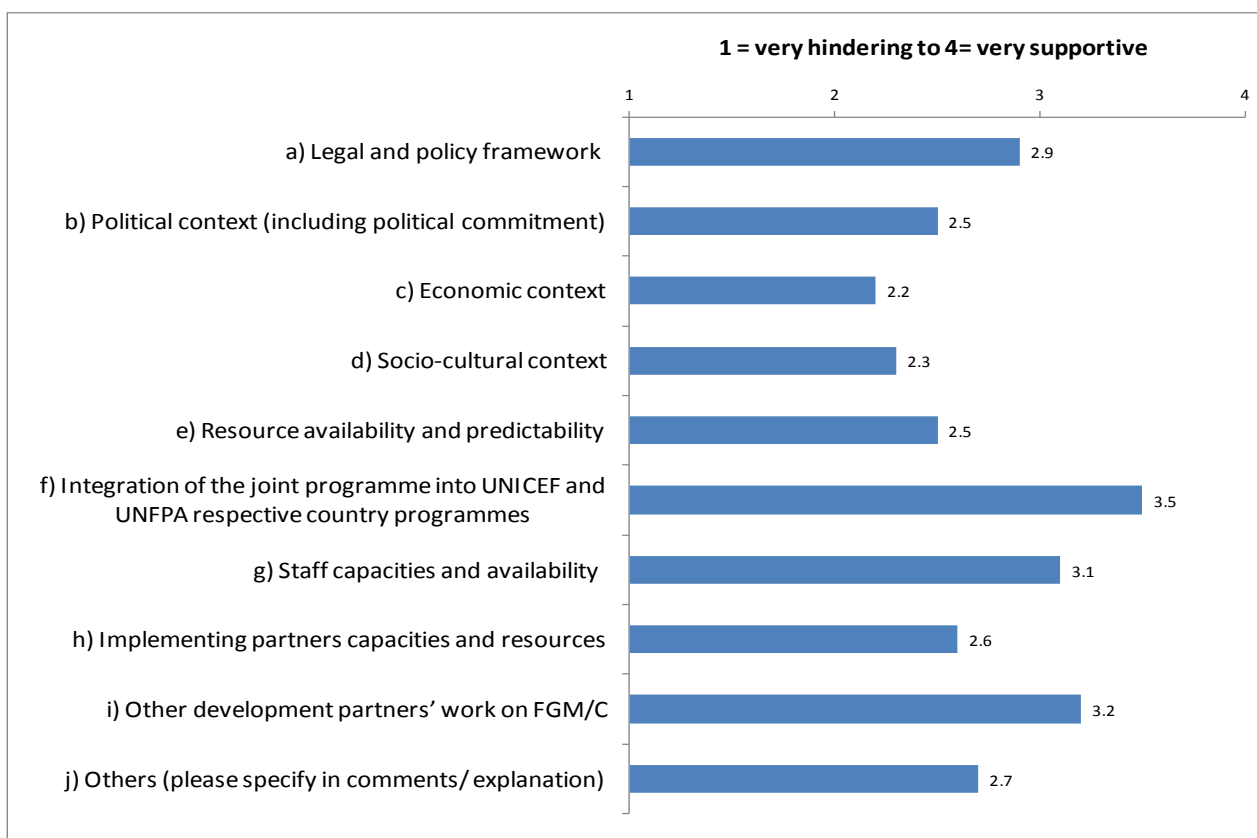 1 = very hindering to 4= very supportive
1 2 3 4
a) Legal and policy framework 2.9
b) Political context (including political commitment) 2.5
c) Economic context 2.2
d) Socio-cultural context 2.3
e) Resource availability and predictability 2.5
f) Integration of the joint programme into UNICEF and
UNFPA respective country programmes 3.5
g) Staff capacities and availability 3.1
h) Implementing partners capacities and resources 2.6
i) Other development partners’ work on FGM/C 3.2
j) Others (please specify in comments/ explanation) 2.7